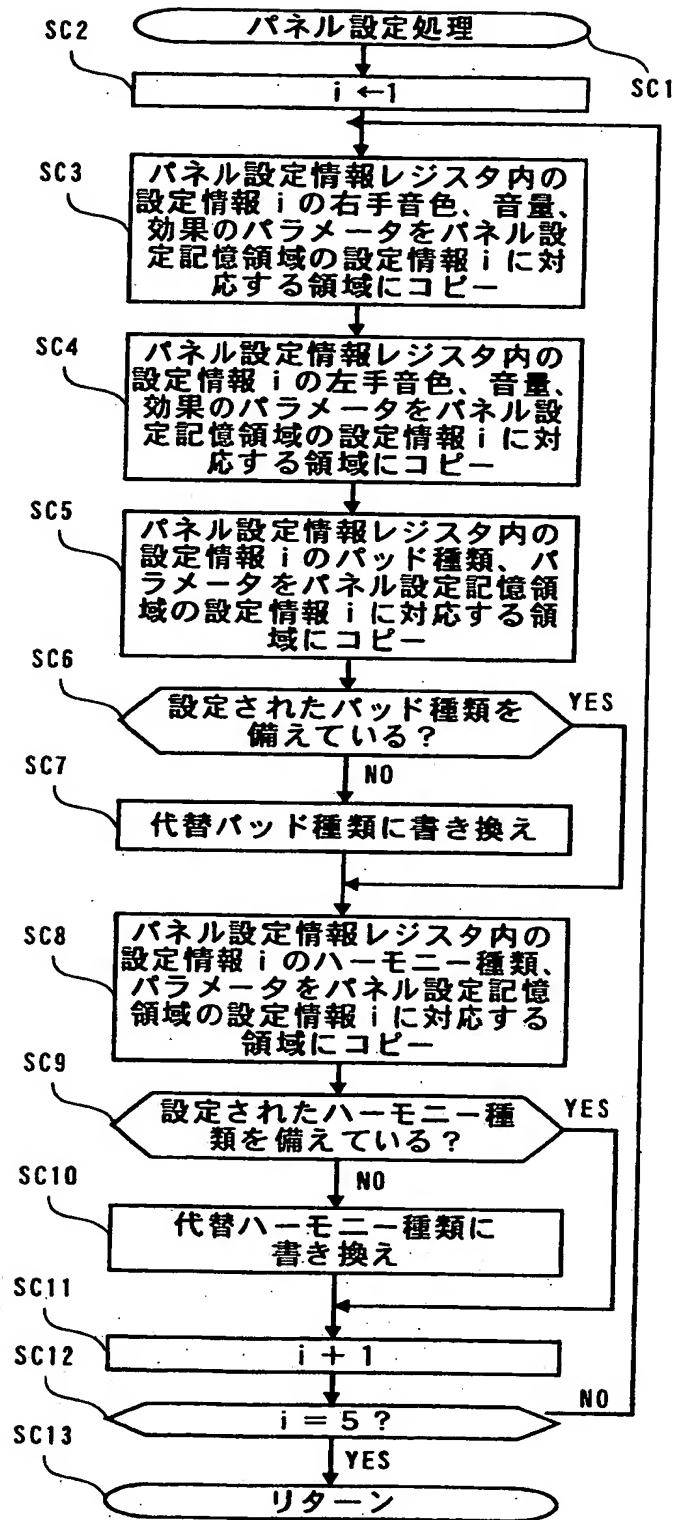 パネル設定処理
SC1
SC2
i ←1
SC3
パネル設定情報レジスタ内の
設定情報 i の右手音色、音量、
効果のパラメータをパネル設
定記憶領域の設定情報 i に対
応する領域にコピー
SC4
パネル設定情報レジスタ内の
設定情報 i の左手音色、音量、
効果のパラメータをパネル設
定記憶領域の設定情報 i に対
応する領域にコピー
SC5
パネル設定情報レジスタ内の
設定情報 i のパッド種類、パ
ラメータをパネル設定記憶領
域の設定情報 i に対応する領
域にコピー
SC6
設定されたパッド種類を
備えている？
YES
NO
SC7
代替パッド種類に書き換え
SC8
パネル設定情報レジスタ内の
設定情報 i のハーモニー種類、
パラメータをパネル設定記憶
領域の設定情報 i に対応する
領域にコピー
SC9
設定されたハーモニー種
類を備えている？
YES
NO
SC10
代替ハーモニー種類に
書き換え
SC11
i + 1
SC12
i = 5 ?
NO
YES
SC13
リターン